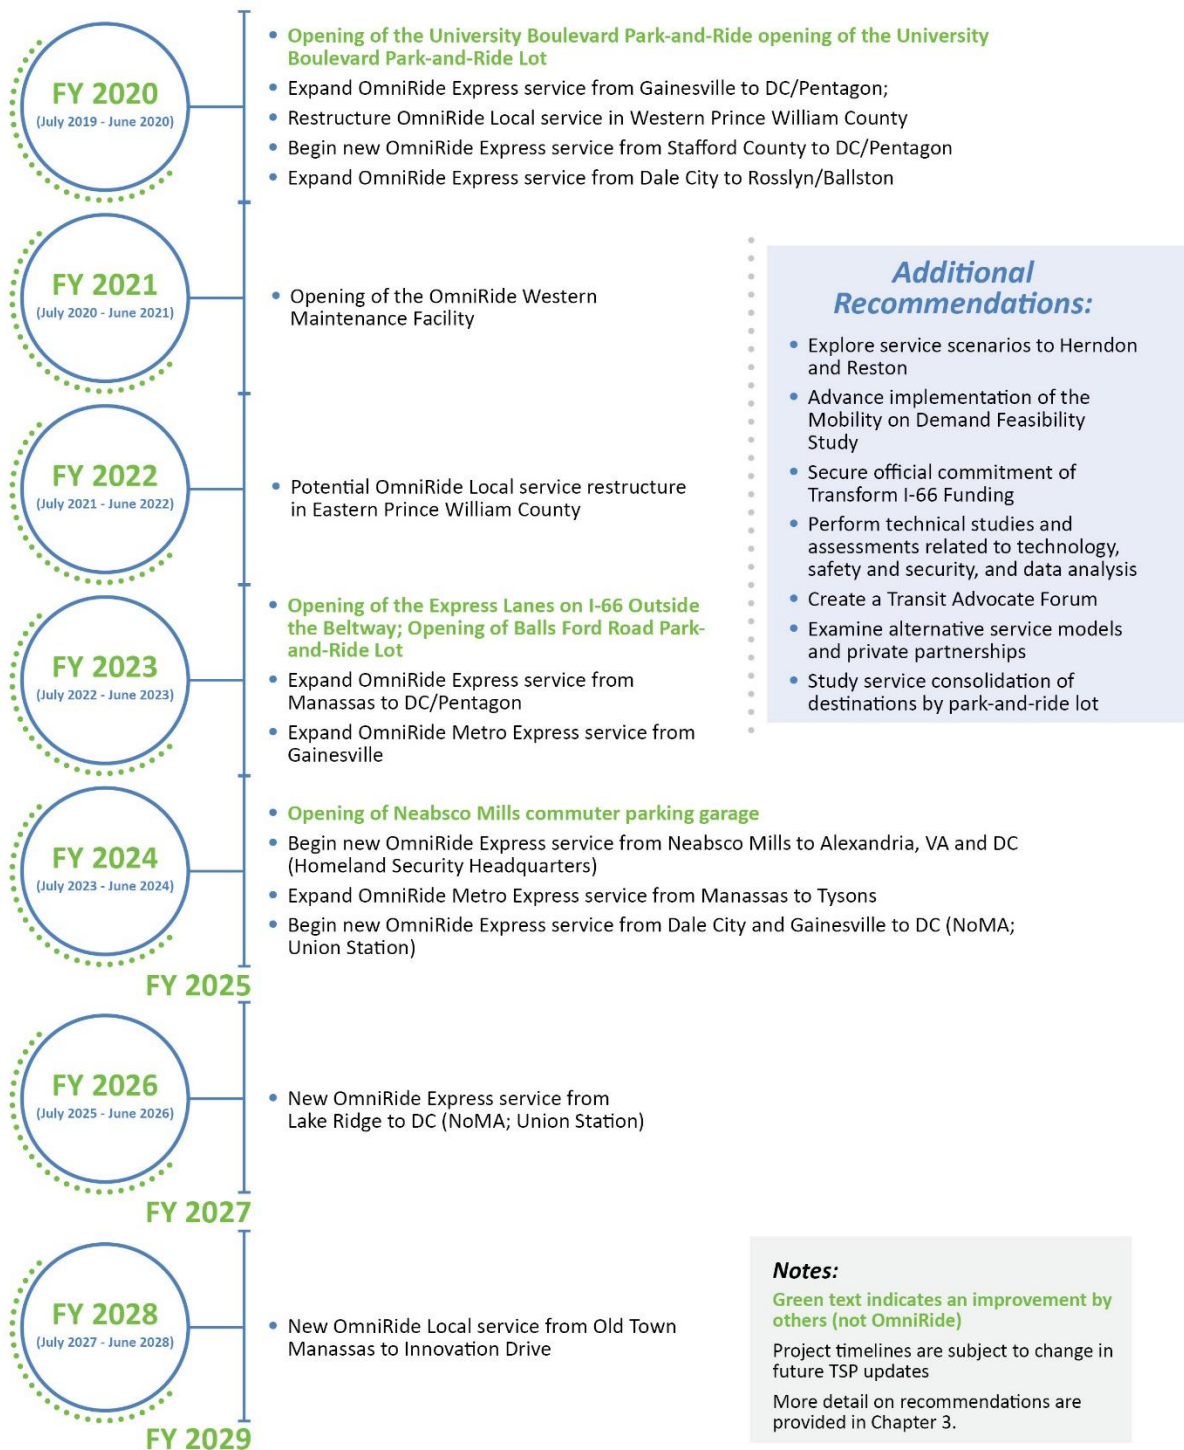 FY 2020
(July 2019 - June 2020)
• Opening of the University Boulevard Park-and-Ride opening of the University
Boulevard Park-and-Ride Lot
• Expand OmniRide Express service from Gainesville to DC/Pentagon;
• Restructure OmniRide Local service in Western Prince William County
• Begin new OmniRide Express service from Stafford County to DC/Pentagon
• Expand OmniRide Express service from Dale City to Rosslyn/Ballston
FY 2021
(July 2020 - June 2021)
• Opening of the OmniRide Western
Maintenance Facility
FY 2022
(July 2021 - June 2022)
• Potential OmniRide Local service restructure
in Eastern Prince William County
FY 2023
(July 2022 - June 2023)
• Opening of the Express Lanes on I-66 Outside
the Beltway; Opening of Balls Ford Road Park-
and-Ride Lot
• Expand OmniRide Express service from
Manassas to DC/Pentagon
• Expand OmniRide Metro Express service from
Gainesville
Additional
Recommendations:
• Explore service scenarios to Herndon
and Reston
• Advance implementation of the
Mobility on Demand Feasibility
Study
• Secure official commitment of
Transform I-66 Funding
• Perform technical studies and
assessments related to technology,
safety and security, and data analysis
• Create a Transit Advocate Forum
• Examine alternative service models
and private partnerships
• Study service consolidation of
destinations by park-and-ride lot
FY 2024
(July 2023 - June 2024)
• Opening of Neabsco Mills commuter parking garage
• Begin new OmniRide Express service from Neabsco Mills to Alexandria, VA and DC
(Homeland Security Headquarters)
• Expand OmniRide Metro Express service from Manassas to Tysons
• Begin new OmniRide Express service from Dale City and Gainesville to DC (NoMA;
Union Station)
FY 2025
FY 2026
(July 2025 - June 2026)
• New OmniRide Express service from
Lake Ridge to DC (NoMA; Union Station)
FY 2027
FY 2028
(July 2027 - June 2028)
• New OmniRide Local service from Old Town
Manassas to Innovation Drive
FY 2029
Notes:
Green text indicates an improvement by
others (not OmniRide)
Project timelines are subject to change in
future TSP updates
More detail on recommendations are
provided in Chapter 3.